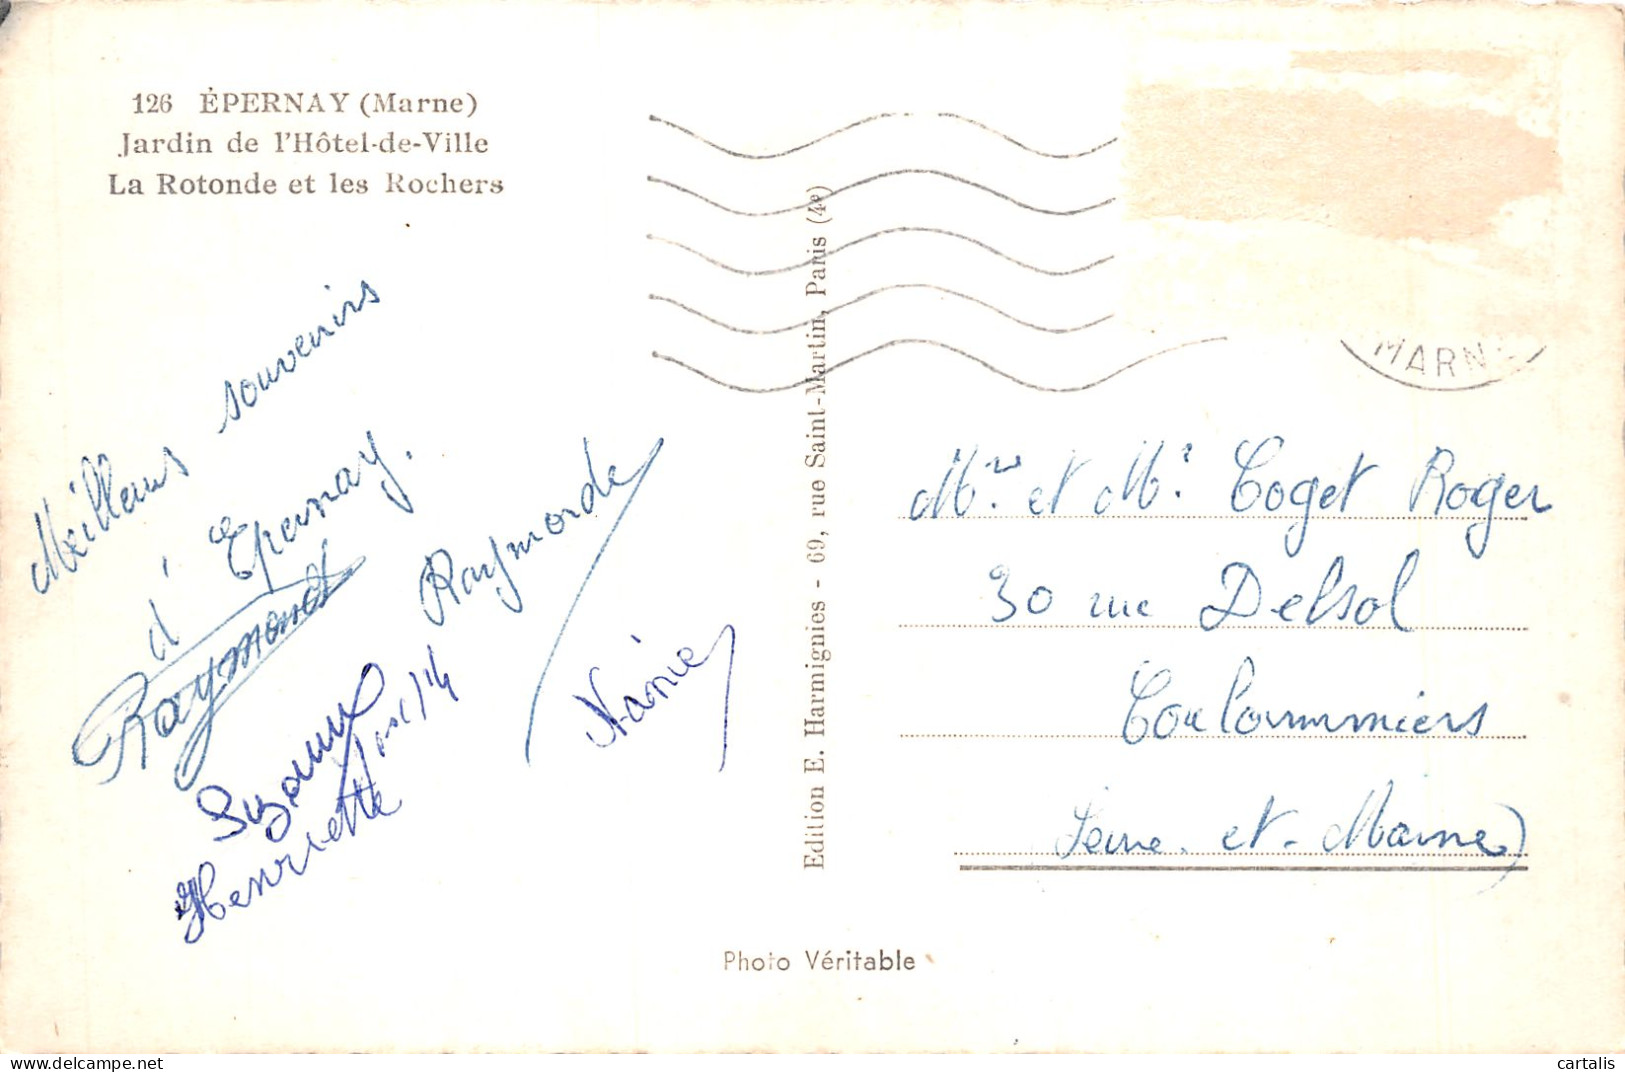 126 ÉPERNAY (Marne)
Jardin de l'Hôtel-de-Ville
La Rotonde et les Rochers
Meilleurs souvenirs
d'Epernay.
Raymond
Raymonde
Suzanne
Henriette
Edition E. Harmignies - 69, rue Saint-Martin, Paris (4e)
MARNE
Mme et Mr. Coget Roger
30 rue Delsol
Coulommiers
Seine-et-Marne)
Photo Véritable
cartalis
delcampe.net